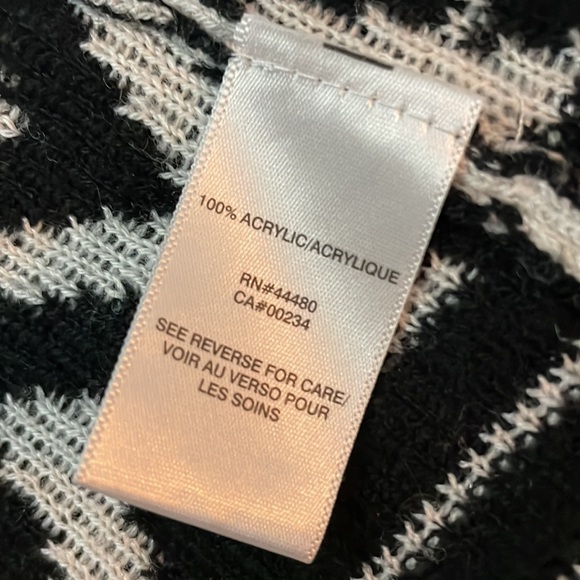 100% ACRYLIC/ACRYLIQUE
RN#44480
CA#00234
SEE REVERSE FOR CARE/
VOIR AU VERSO POUR
LES SOINS